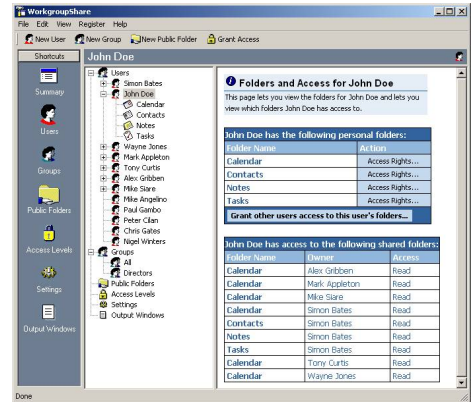 WorkgroupShare
File Edit View Register Help
New User New Group New Public Folder Grant Access
Shortcuts
Summary
Users
Groups
Public Folders
Access Levels
Settings
Output Windows
John Doe
Users
Simon Bates
John Doe
Calendar
Contacts
Notes
Tasks
Wayne Jones
Mark Appleton
Tony Curtis
Alex Gribben
Mike Siare
Mike Angelino
Paul Gambo
Peter Cilan
Chris Gates
Nigel Winters
Groups
All
Directors
Public Folders
Access Levels
Settings
Output Windows
Folders and Access for John Doe
This page lets you view the folders for John Doe and lets you
view which folders John Doe has access to.
John Doe has the following personal folders:
Folder Name Action
Calendar Access Rights...
Contacts Access Rights...
Notes Access Rights...
Tasks Access Rights...
Grant other users access to this user's folders...
John Doe has access to the following shared folders:
Folder Name Owner Access
Calendar Alex Gribben Read
Calendar Mark Appleton Read
Calendar Mike Siare Read
Calendar Simon Bates Read
Contacts Simon Bates Read
Notes Simon Bates Read
Tasks Simon Bates Read
Calendar Tony Curtis Read
Calendar Wayne Jones Read
Done